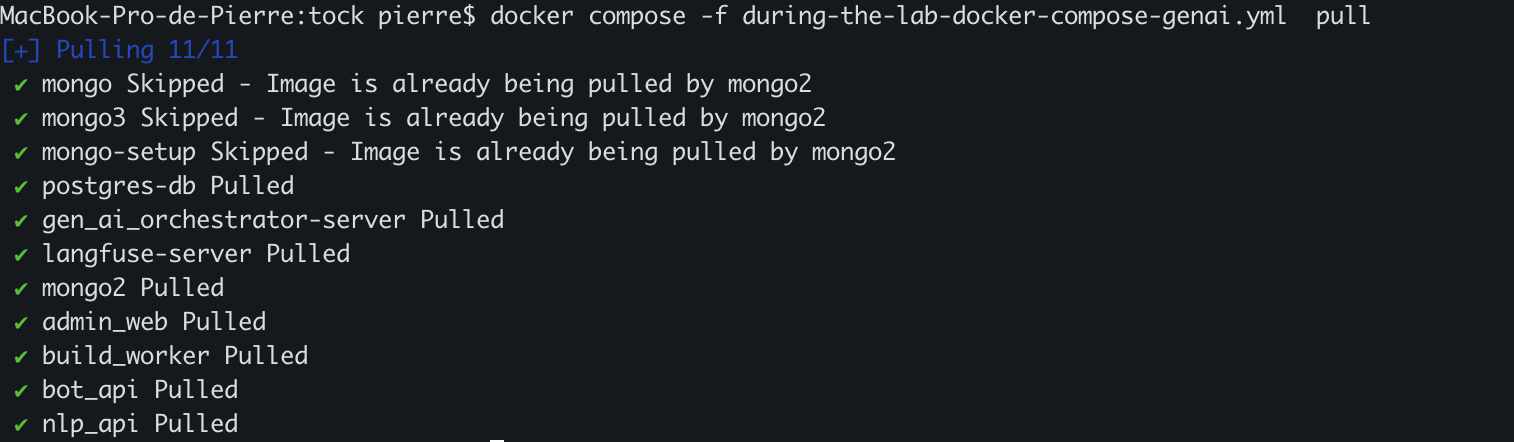 MacBook-Pro-de-Pierre:tock pierre$ docker compose -f during-the-lab-docker-compose-genai.yml  pull
[+] Pulling 11/11
✔ mongo Skipped - Image is already being pulled by mongo2
✔ mongo3 Skipped - Image is already being pulled by mongo2
✔ mongo-setup Skipped - Image is already being pulled by mongo2
✔ postgres-db Pulled
✔ gen_ai_orchestrator-server Pulled
✔ langfuse-server Pulled
✔ mongo2 Pulled
✔ admin_web Pulled
✔ build_worker Pulled
✔ bot_api Pulled
✔ nlp_api Pulled